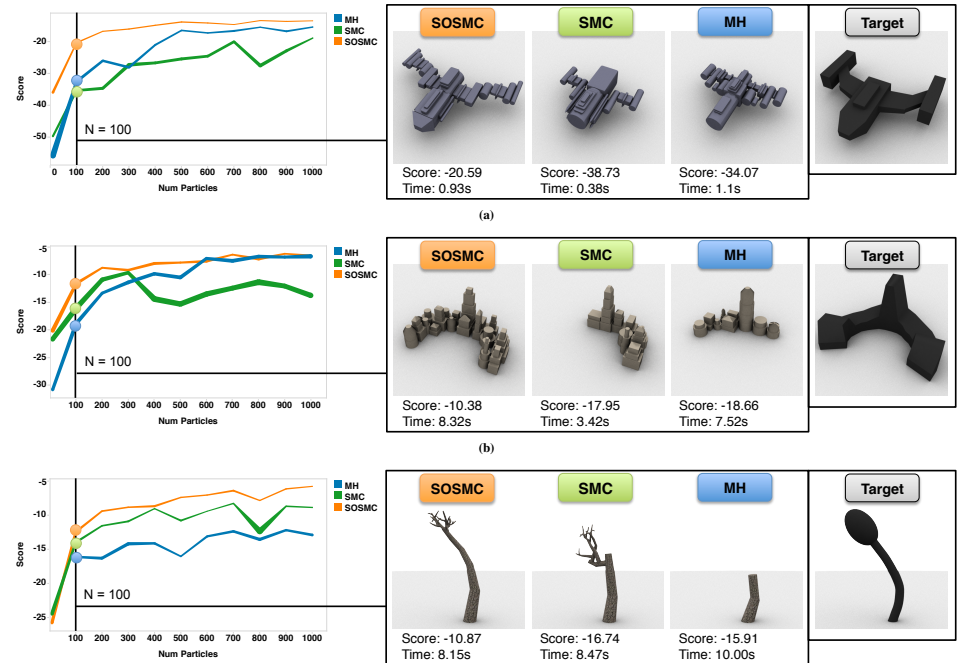 MH
SMC
SOSMC
-20
-30
-40
-50
Score
N = 100
0 100 200 300 400 500 600 700 800 900 1000
Num Particles
SOSMC SMC MH Target
Score: -20.59 Score: -38.73 Score: -34.07
Time: 0.93s Time: 0.38s Time: 1.1s
(a)
-5
-10
-15
-20
-25
-30
Score
MH
SMC
SOSMC
N = 100
100 200 300 400 500 600 700 800 900 1000
Num Particles
SOSMC SMC MH Target
Score: -10.38 Score: -17.95 Score: -18.66
Time: 8.32s Time: 3.42s Time: 7.52s
(b)
-5
-10
-15
-20
-25
Score
MH
SMC
SOSMC
N = 100
100 200 300 400 500 600 700 800 900 1000
Num Particles
SOSMC SMC MH Target
Score: -10.87 Score: -16.74 Score: -15.91
Time: 8.15s Time: 8.47s Time: 10.00s